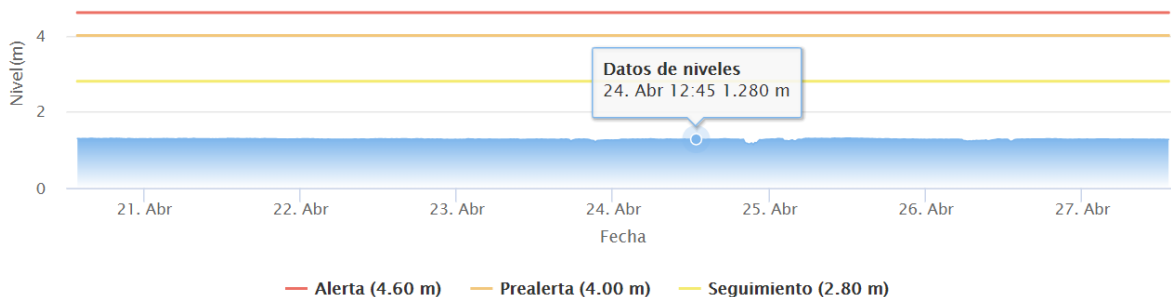 4
2
0
Nivel(m)
Datos de niveles
24. Abr 12:45 1.280 m
21. Abr
22. Abr
23. Abr
24. Abr
25. Abr
26. Abr
27. Abr
Fecha
Alerta (4.60 m)
Prealerta (4.00 m)
Seguimiento (2.80 m)